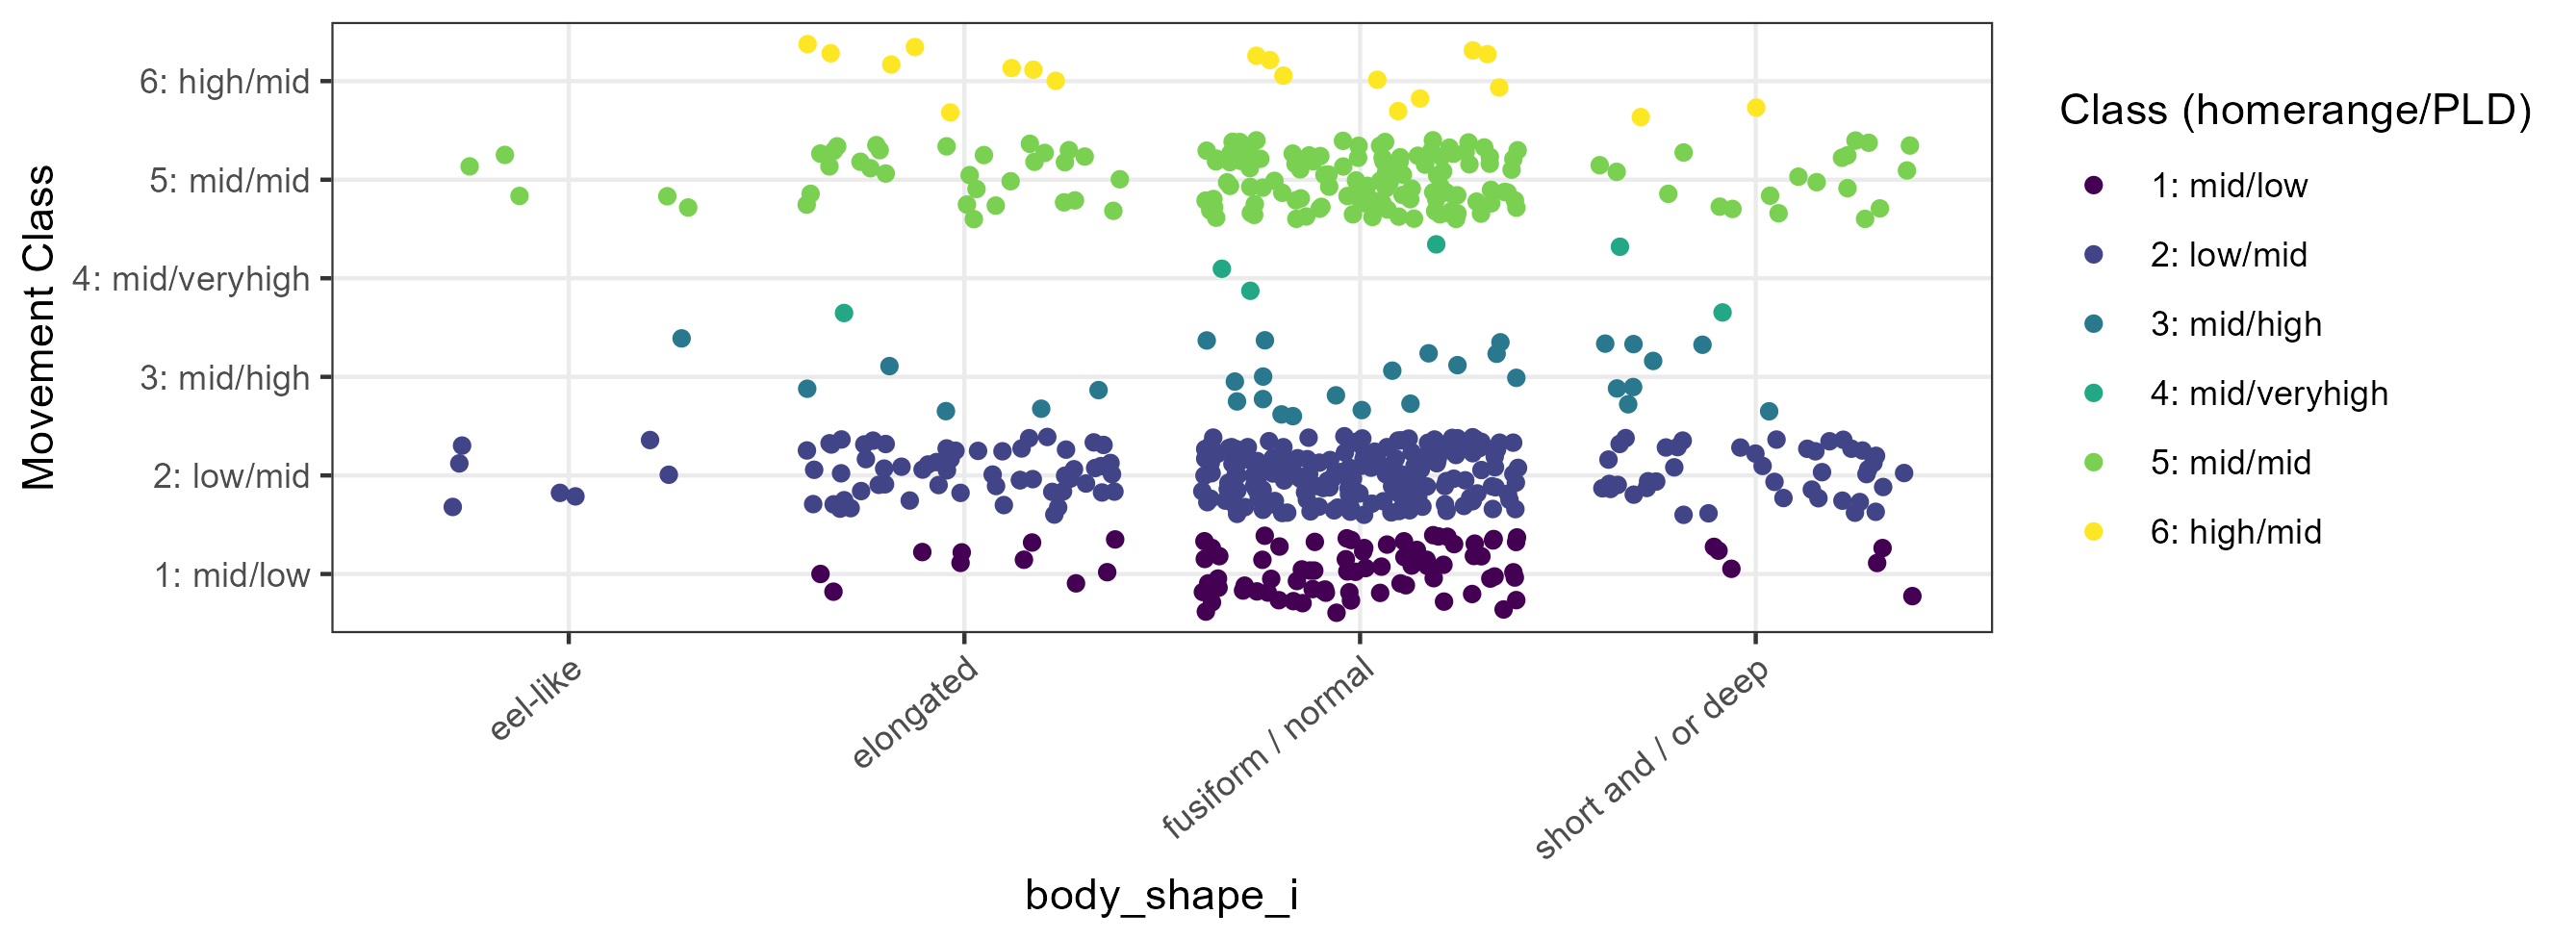 Movement Class
6: high/mid
5: mid/mid
4: mid/veryhigh
3: mid/high
2: low/mid
1: mid/low
eel-like
elongated
fusiform / normal
short and / or deep
body_shape_i
Class (homerange/PLD)
1: mid/low
2: low/mid
3: mid/high
4: mid/veryhigh
5: mid/mid
6: high/mid